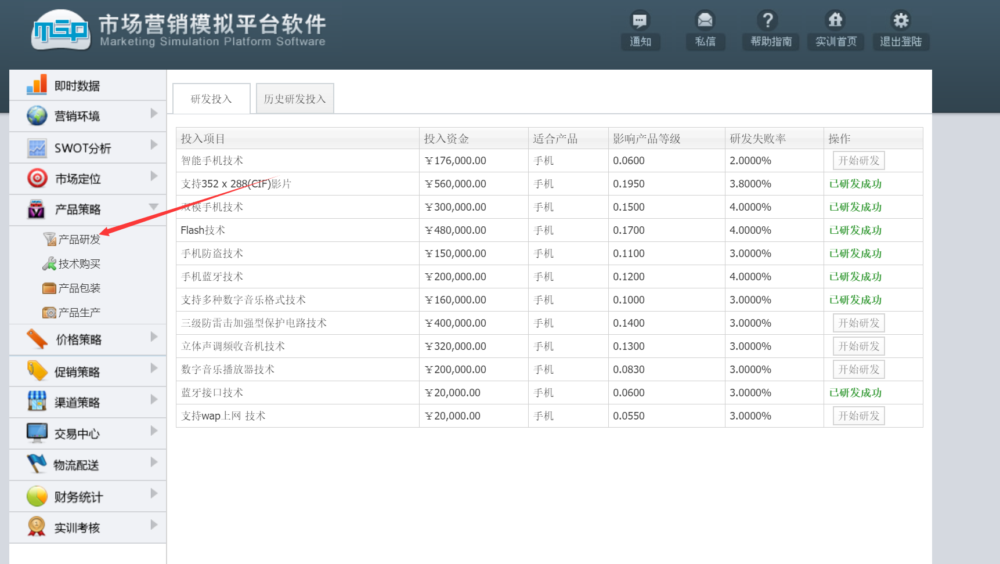 msp
市场营销模拟平台软件
Marketing Simulation Platform Software
通知 私信 帮助指南 实训首页 退出登陆
即时数据
营销环境
SWOT分析
市场定位
产品策略
产品研发
技术购买
产品包装
产品生产
价格策略
促销策略
渠道策略
交易中心
物流配送
财务统计
实训考核
研发投入 历史研发投入
投入项目 投入资金 适合产品 影响产品等级 研发失败率 操作
智能手机技术 ￥176,000.00 手机 0.0600 2.0000% 开始研发
支持352 x 288(CIF)影片 ￥560,000.00 手机 0.1950 3.8000% 已研发成功
双模手机技术 ￥300,000.00 手机 0.1500 4.0000% 已研发成功
Flash技术 ￥480,000.00 手机 0.1700 4.0000% 已研发成功
手机防盗技术 ￥150,000.00 手机 0.1100 3.0000% 已研发成功
手机蓝牙技术 ￥200,000.00 手机 0.1200 4.0000% 已研发成功
支持多种数字音乐格式技术 ￥160,000.00 手机 0.1000 3.0000% 已研发成功
三级防雷击加强型保护电路技术 ￥400,000.00 手机 0.1400 3.0000% 开始研发
立体声调频收音机技术 ￥320,000.00 手机 0.1300 3.0000% 开始研发
数字音乐播放器技术 ￥200,000.00 手机 0.0830 3.0000% 开始研发
蓝牙接口技术 ￥20,000.00 手机 0.0600 3.0000% 已研发成功
支持wap上网 技术 ￥20,000.00 手机 0.0550 3.0000% 开始研发